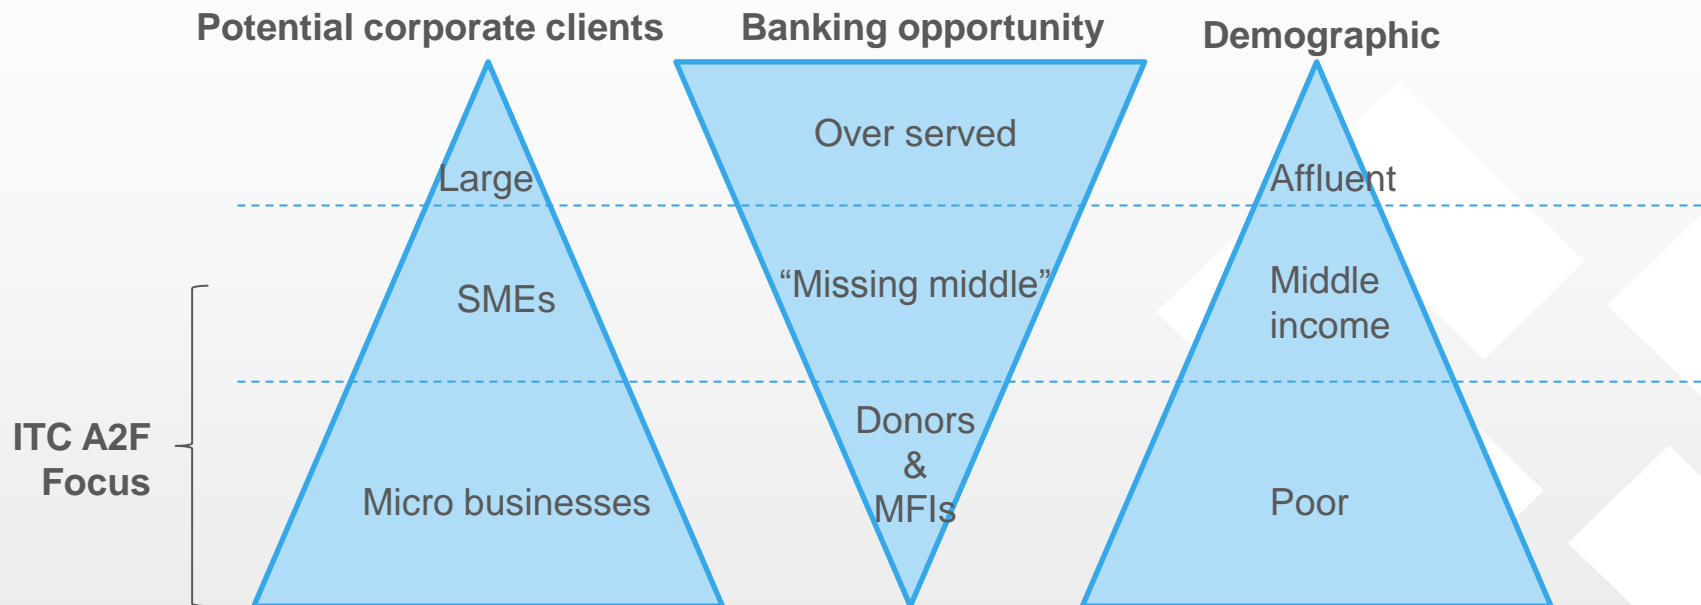 Potential corporate clients
Banking opportunity
Demographic
Over served
Large
Affluent
SMEs
“Missing middle”
Middle
income
ITC A2F
Focus
Micro businesses
Donors
&
MFIs
Poor